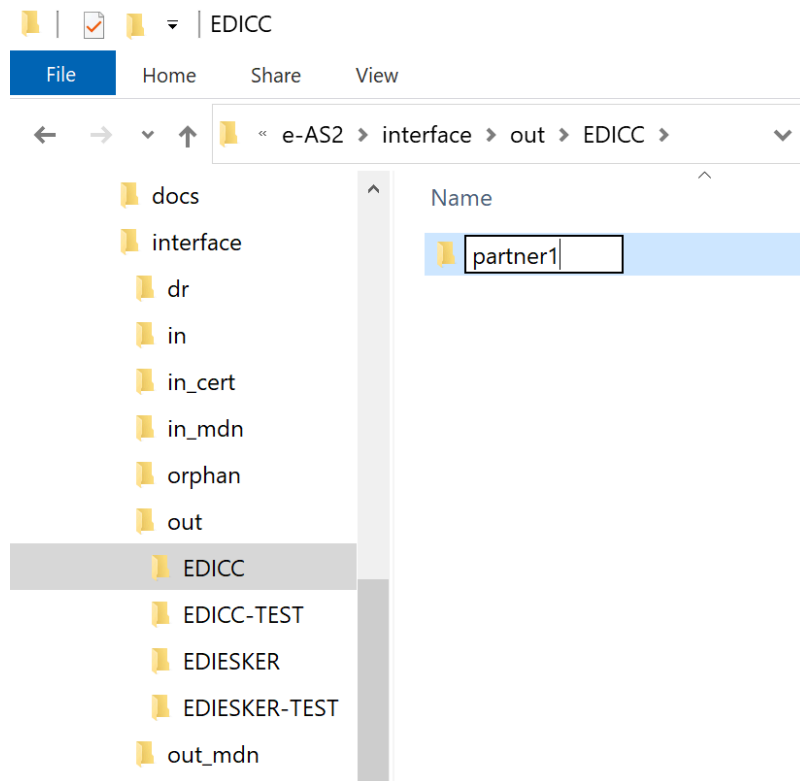 EDICC
File Home Share View
« e-AS2 > interface > out > EDICC >
Name
partner1
docs
interface
dr
in
in_cert
in_mdn
orphan
out
EDICC
EDICC-TEST
EDIESKER
EDIESKER-TEST
out_mdn